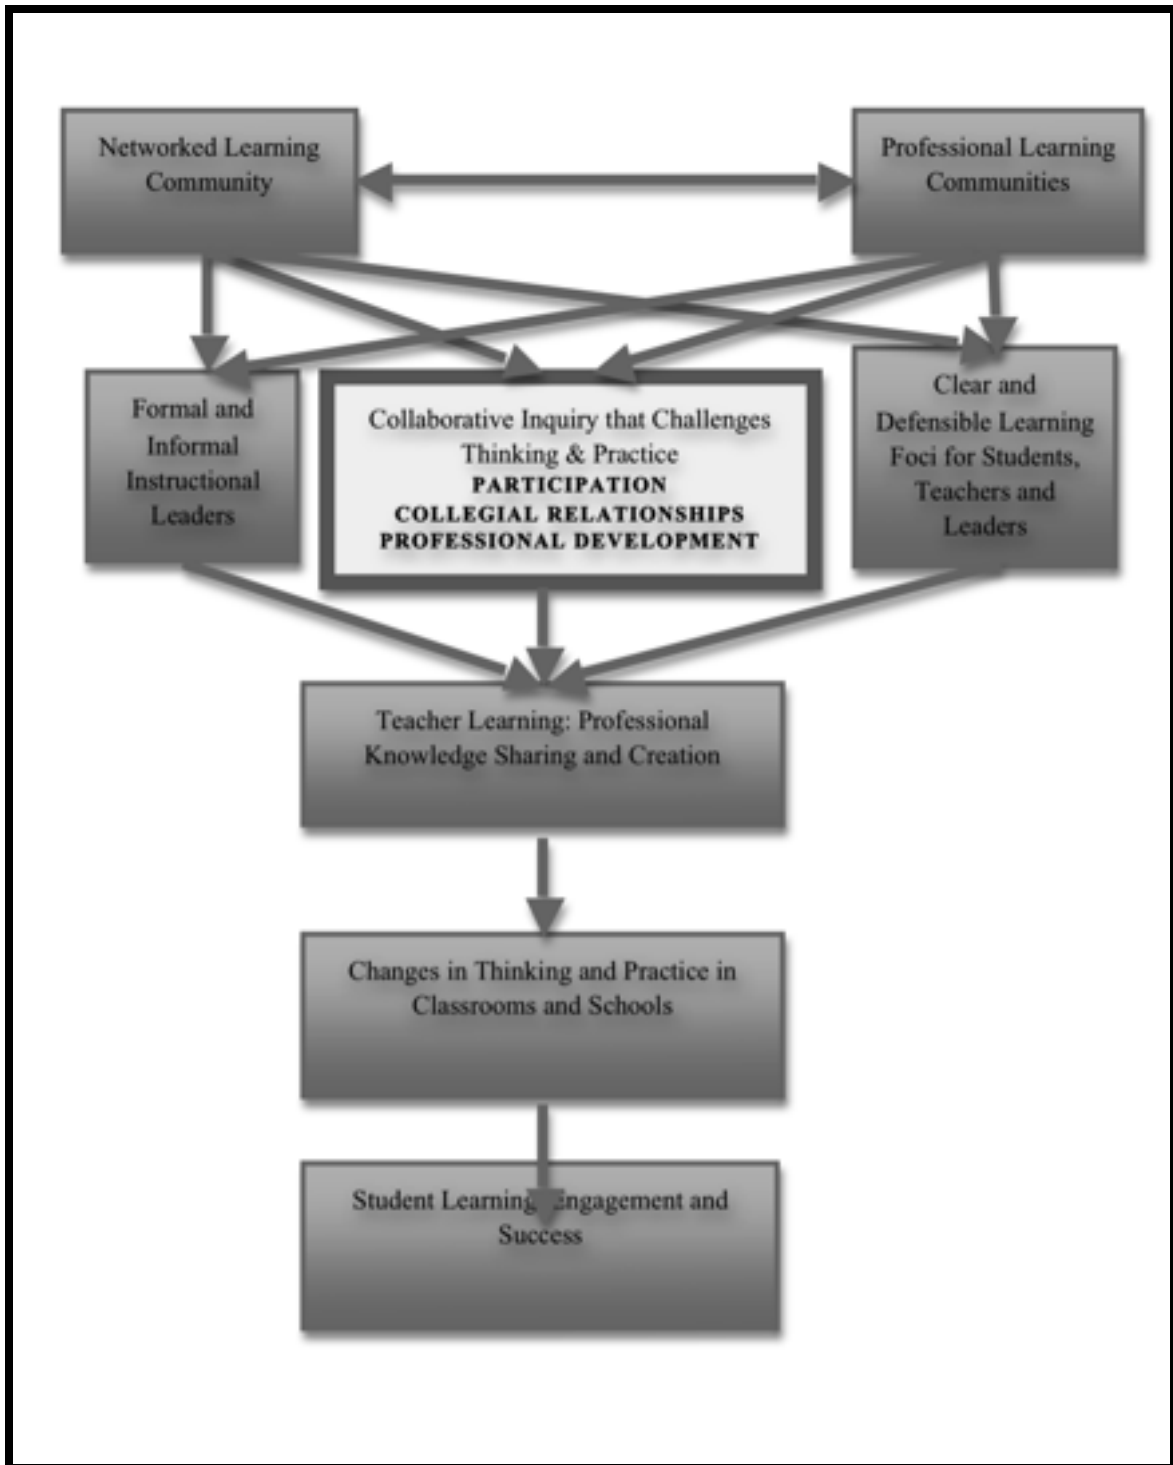 Networked Learning
Community
Professional Learning
Communities
Formal and
Informal
Instructional
Leaders
Collaborative Inquiry that Challenges
Thinking & Practice
PARTICIPATION
COLLEGIAL RELATIONSHIPS
PROFESSIONAL DEVELOPMENT
Clear and
Defensible Learning
Foci for Students,
Teachers and
Leaders
Teacher Learning: Professional
Knowledge Sharing and Creation
Changes in Thinking and Practice in
Classrooms and Schools
Student Learning, Engagement and
Success